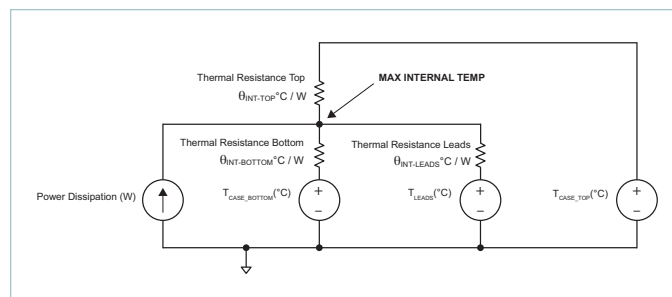 Thermal Resistance Top
θINT-TOP°C / W
MAX INTERNAL TEMP
Thermal Resistance Bottom
θINT-BOTTOM°C / W
Thermal Resistance Leads
θINT-LEADS°C / W
Power Dissipation (W)
TCASE_BOTTOM(°C)
+
–
TLEADS(°C)
+
–
TCASE_TOP(°C)
+
–